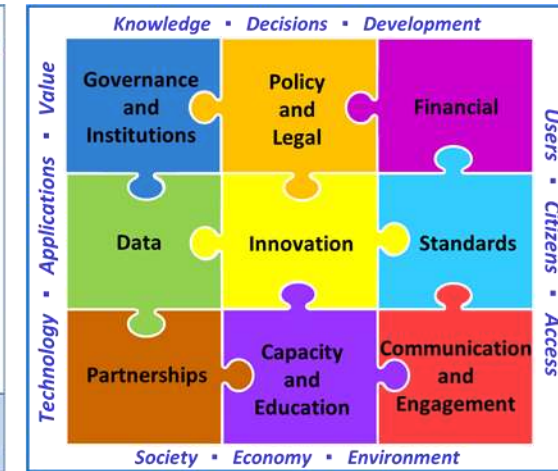 Knowledge ▪ Decisions ▪ Development
Governance
and
Institutions
Policy
and
Legal
Financial
Data
Innovation
Standards
Partnerships
Capacity
and
Education
Communication
and
Engagement
Technology ▪ Applications ▪ Value
Users ▪ Citizens ▪ Access
Society ▪ Economy ▪ Environment